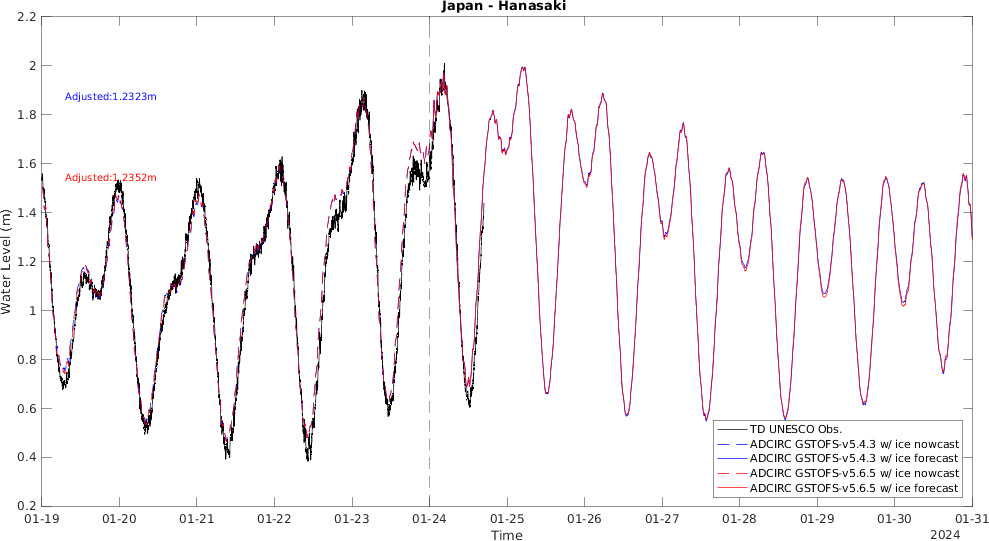 Japan - Hanasaki
2.2
2
1.8
1.6
1.4
1.2
1
0.8
0.6
0.4
0.2
Water Level (m)
Adjusted:1.2323m
Adjusted:1.2352m
TD UNESCO Obs.
ADCIRC GSTOFS-v5.4.3 w/ ice nowcast
ADCIRC GSTOFS-v5.4.3 w/ ice forecast
ADCIRC GSTOFS-v5.6.5 w/ ice nowcast
ADCIRC GSTOFS-v5.6.5 w/ ice forecast
01-19 01-20 01-21 01-22 01-23 01-24 01-25 01-26 01-27 01-28 01-29 01-30 01-31
Time
2024